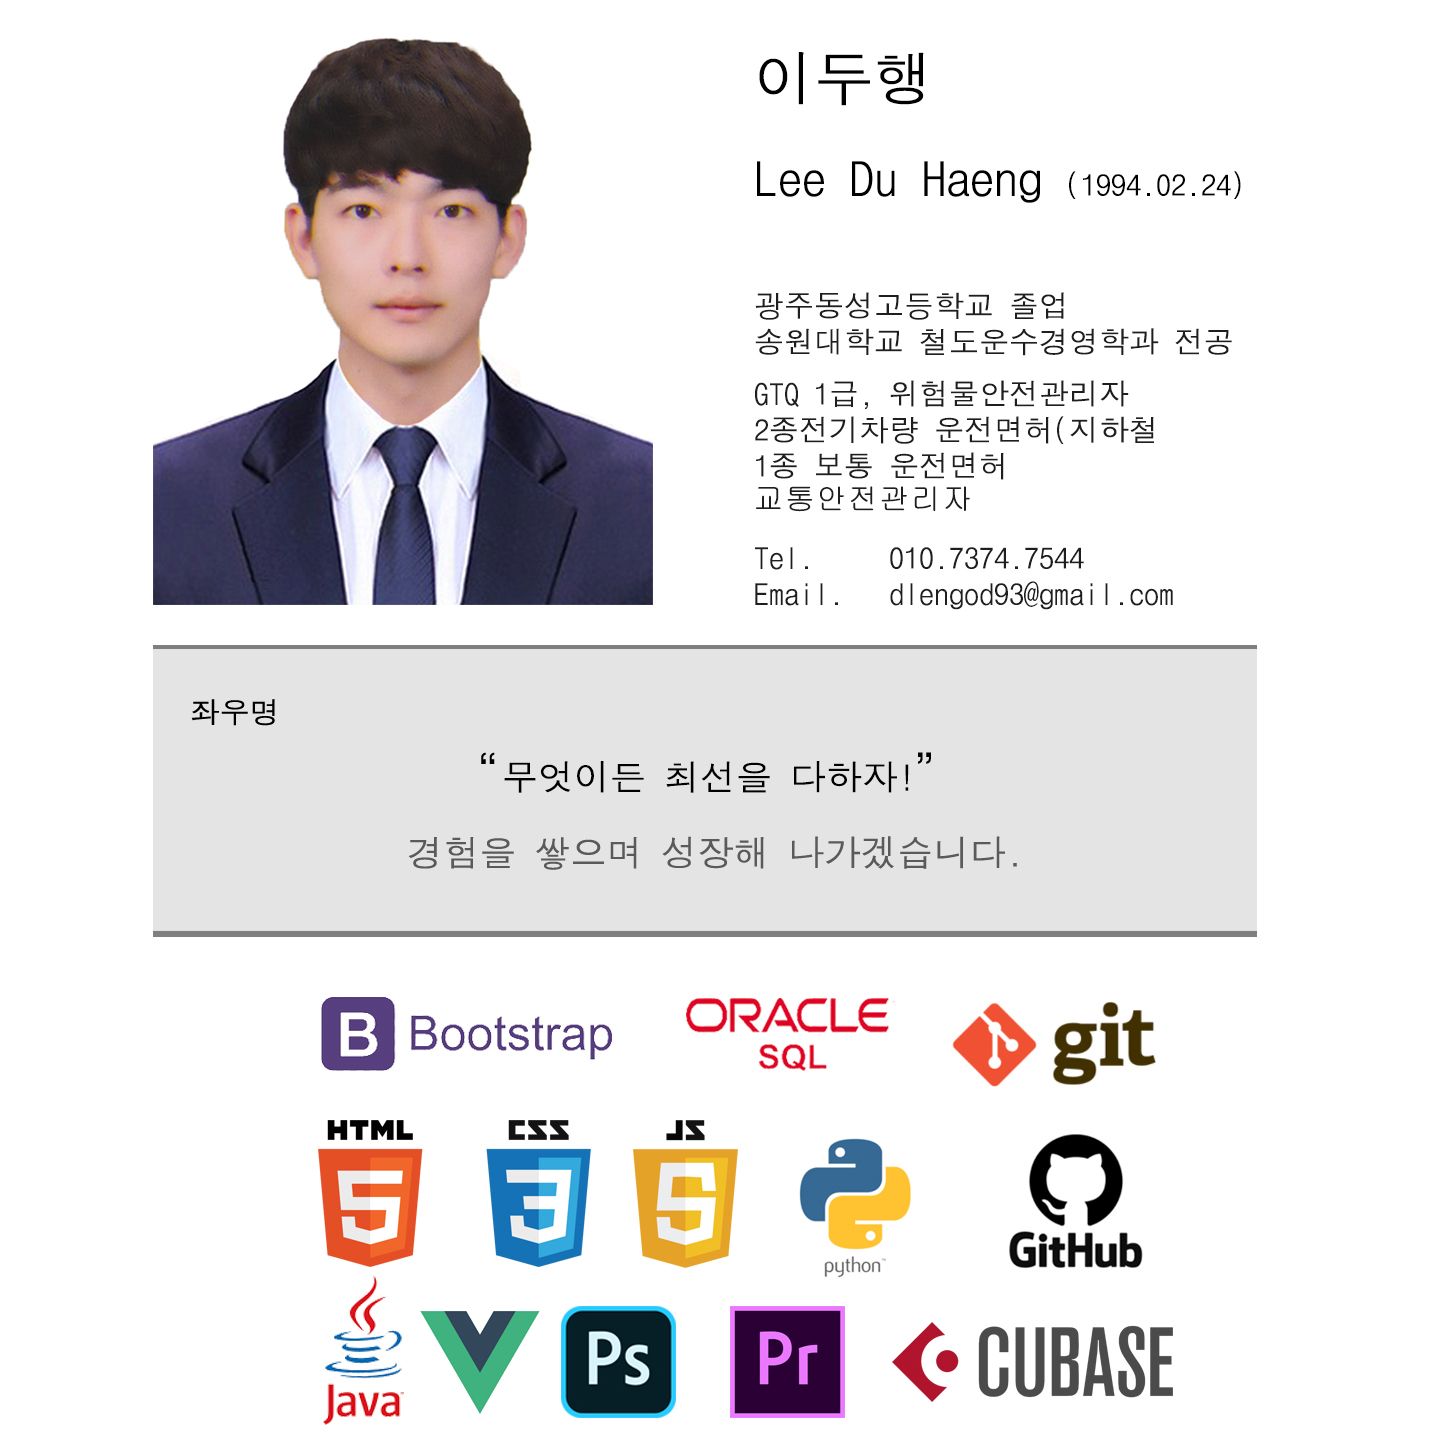 이두행
Lee Du Haeng (1994.02.24)
광주동성고등학교 졸업
송원대학교 철도운수경영학과 전공
GTQ 1급, 위험물안전관리자
2종전기차량 운전면허(지하철
1종 보통 운전면허
교통안전관리자
Tel. 010.7374.7544
Email. dlengod93@gmail.com
좌우명
“무엇이든 최선을 다하자!”
경험을 쌓으며 성장해 나가겠습니다.
B Bootstrap
ORACLE
SQL
git
HTML
5
CSS
3
JS
5
python™
GitHub
Java™
Ps
Pr
CUBASE